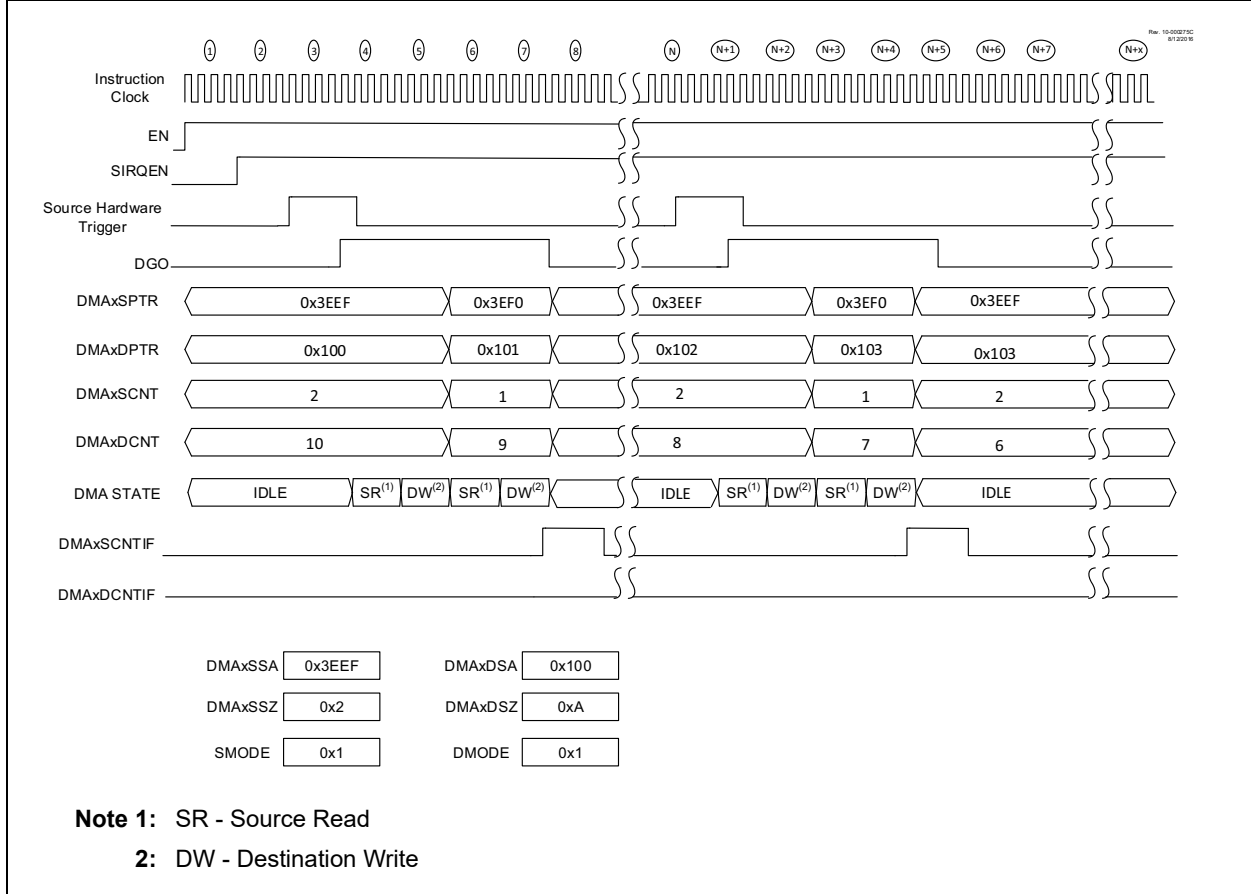 Rev. 10-000275C
8/12/2016
1 2 3 4 5 6 7 8 N N+1 N+2 N+3 N+4 N+5 N+6 N+7 N+x
Instruction
Clock
EN
SIRQEN
Source Hardware
Trigger
DGO
DMAxSPTR 0x3EEF 0x3EF0 0x3EEF 0x3EF0 0x3EEF
DMAxDPTR 0x100 0x101 0x102 0x103 0x103
DMAxSCNT 2 1 2 1 2
DMAxDCNT 10 9 8 7 6
DMA STATE IDLE SR(1) DW(2) SR(1) DW(2) IDLE SR(1) DW(2) SR(1) DW(2) IDLE
DMAxSCNTIF
DMAxDCNTIF
DMAxSSA 0x3EEF DMAxDSA 0x100
DMAxSSZ 0x2 DMAxDSZ 0xA
SMODE 0x1 DMODE 0x1
Note 1: SR - Source Read
2: DW - Destination Write